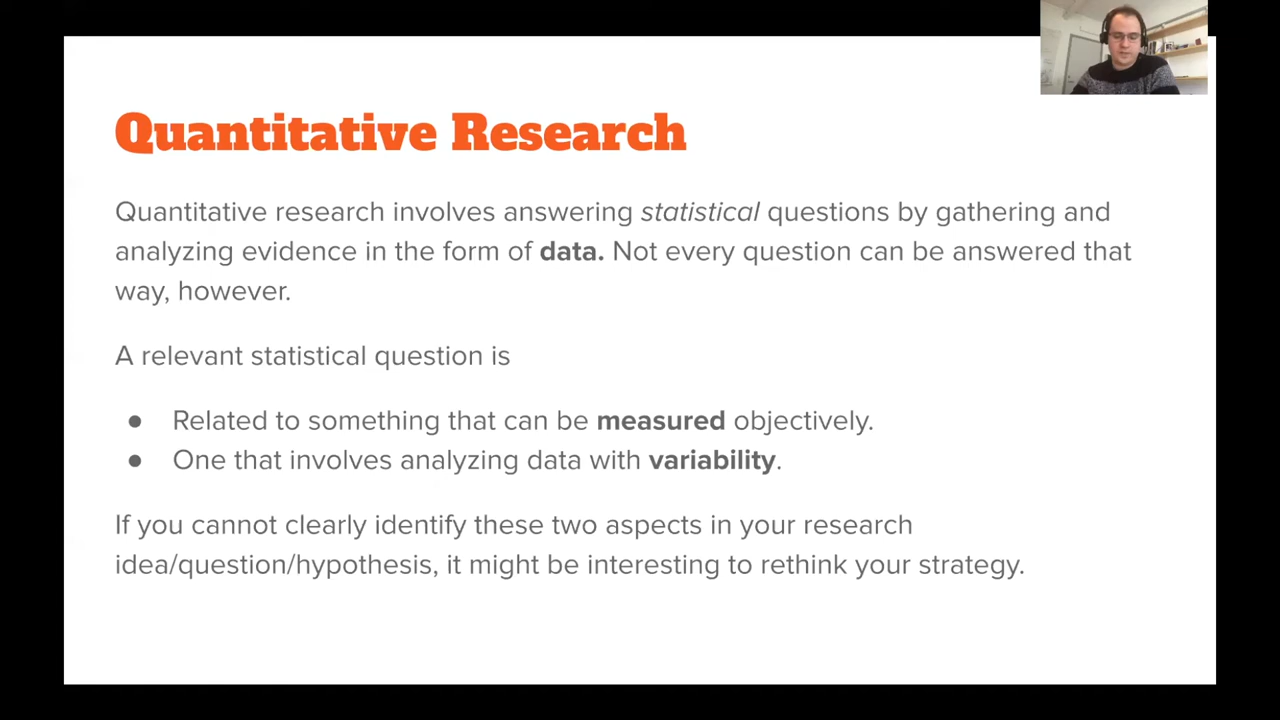 Quantitative Research
Quantitative research involves answering statistical questions by gathering and
analyzing evidence in the form of data. Not every question can be answered that
way, however.
A relevant statistical question is
● Related to something that can be measured objectively.
● One that involves analyzing data with variability.
If you cannot clearly identify these two aspects in your research
idea/question/hypothesis, it might be interesting to rethink your strategy.